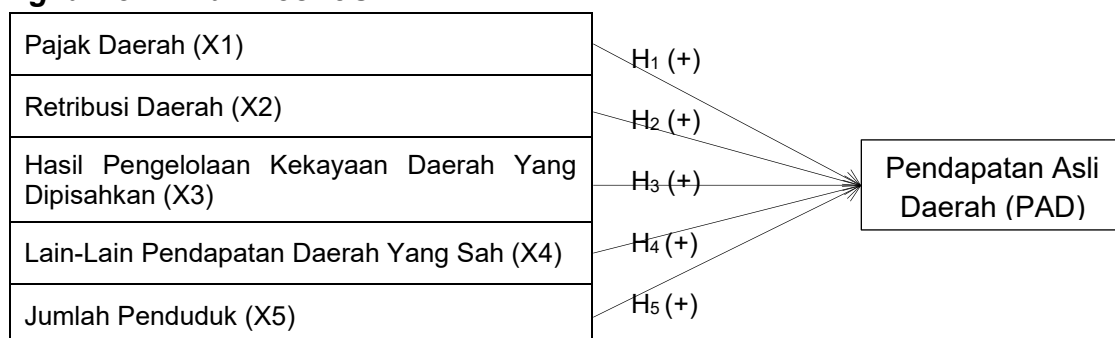 Pajak Daerah (X1)
H1 (+)
Retribusi Daerah (X2)
H2 (+)
Hasil Pengelolaan Kekayaan Daerah Yang
Dipisahkan (X3)
H3 (+)
Lain-Lain Pendapatan Daerah Yang Sah (X4)
H4 (+)
Jumlah Penduduk (X5)
H5 (+)
Pendapatan Asli
Daerah (PAD)